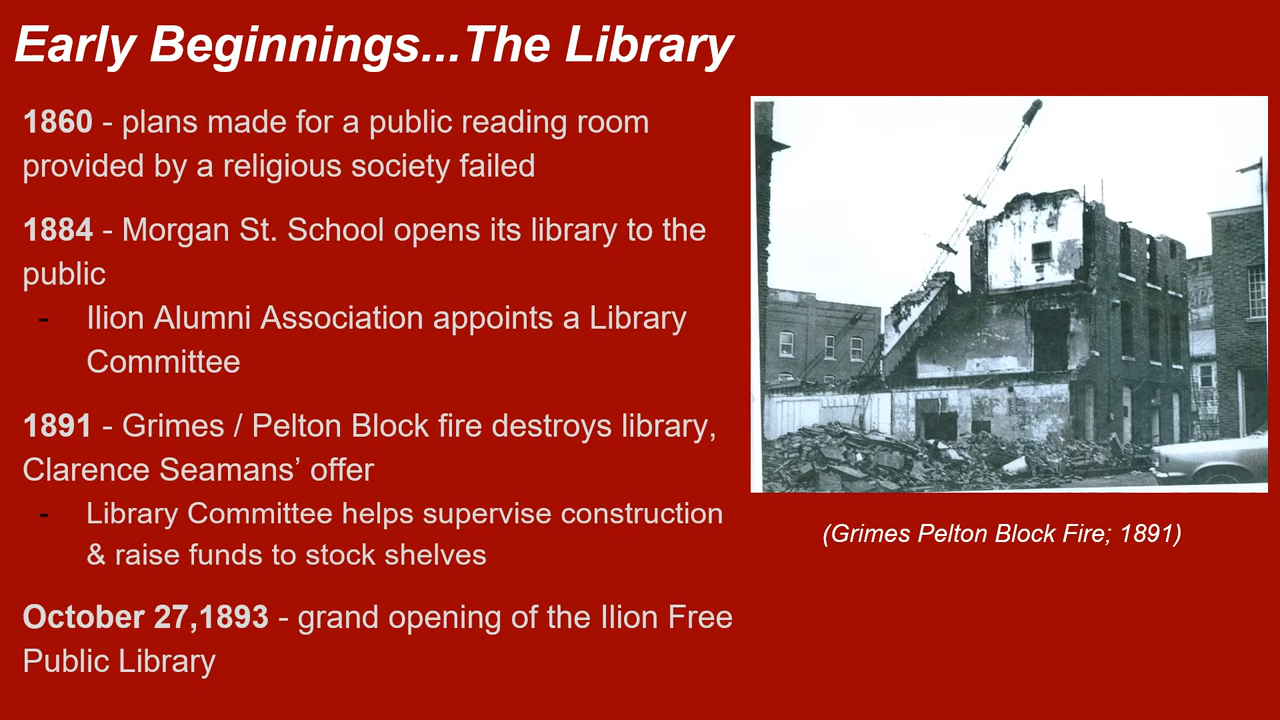 Early Beginnings...The Library
1860 - plans made for a public reading room
provided by a religious society failed
1884 - Morgan St. School opens its library to the
public
- Ilion Alumni Association appoints a Library
Committee
1891 - Grimes / Pelton Block fire destroys library,
Clarence Seamans’ offer
- Library Committee helps supervise construction
& raise funds to stock shelves
October 27,1893 - grand opening of the Ilion Free
Public Library
(Grimes Pelton Block Fire; 1891)